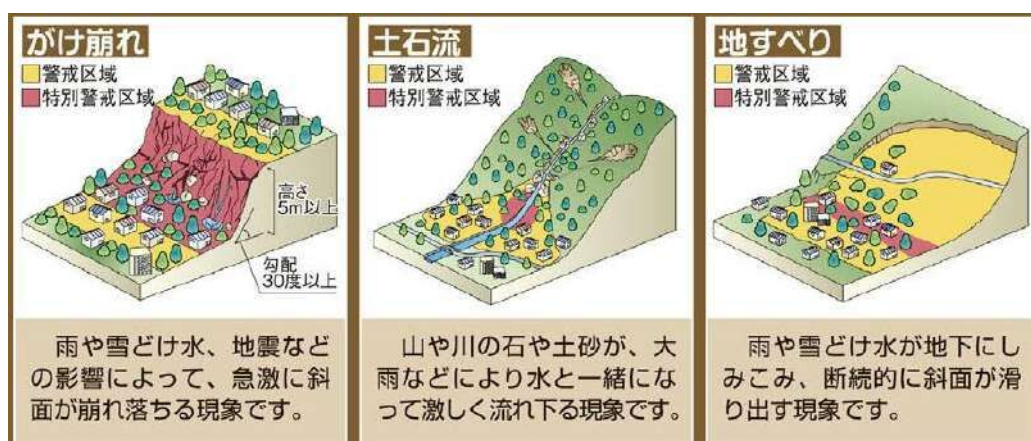 がけ崩れ
警戒区域
特別警戒区域
高さ
5m以上
勾配
30度以上
雨や雪どけ水、地震など
の影響によって、急激に斜
面が崩れ落ちる現象です。
土石流
警戒区域
特別警戒区域
山や川の石や土砂が、大
雨などにより水と一緒にな
って激しく流れ下る現象です。
地すべり
警戒区域
特別警戒区域
雨や雪どけ水が地下にし
みこみ、断続的に斜面が滑
り出す現象です。